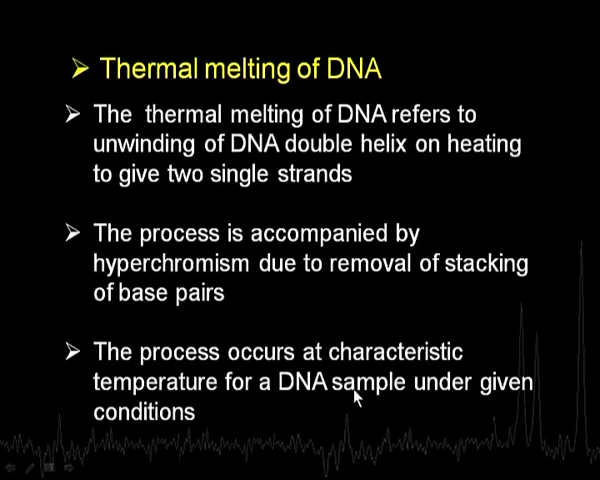 ➢ Thermal melting of DNA
➢ The thermal melting of DNA refers to
unwinding of DNA double helix on heating
to give two single strands
➢ The process is accompanied by
hyperchromism due to removal of stacking
of base pairs
➢ The process occurs at characteristic
temperature for a DNA sample under given
conditions